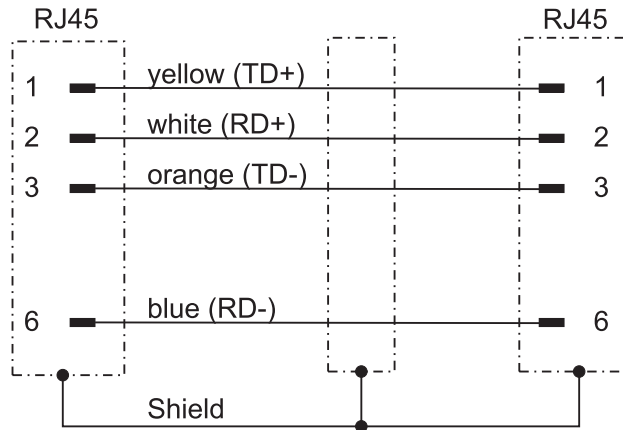 RJ45 RJ45
1 yellow (TD+) 1
2 white (RD+) 2
3 orange (TD-) 3
6 blue (RD-) 6
Shield